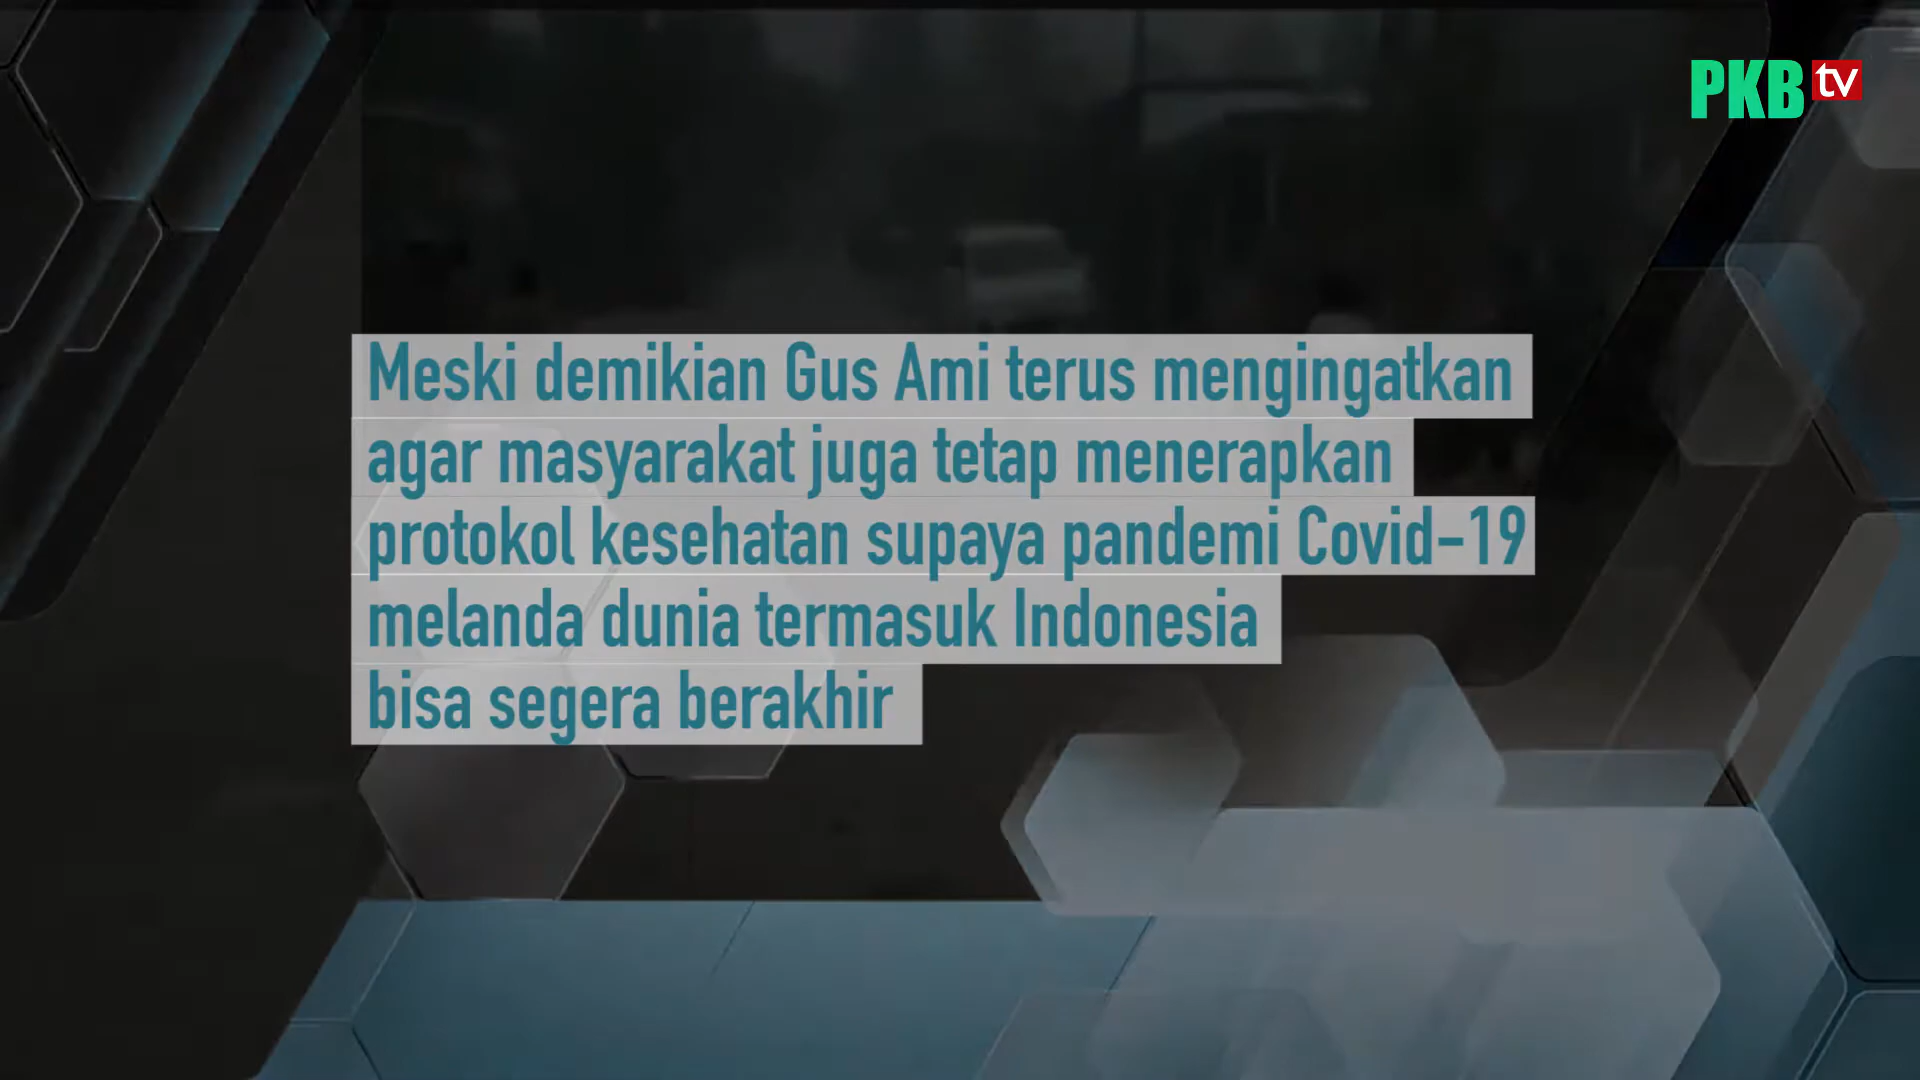 PKB tv
Meski demikian Gus Ami terus mengingatkan
agar masyarakat juga tetap menerapkan
protokol kesehatan supaya pandemi Covid-19
melanda dunia termasuk Indonesia
bisa segera berakhir